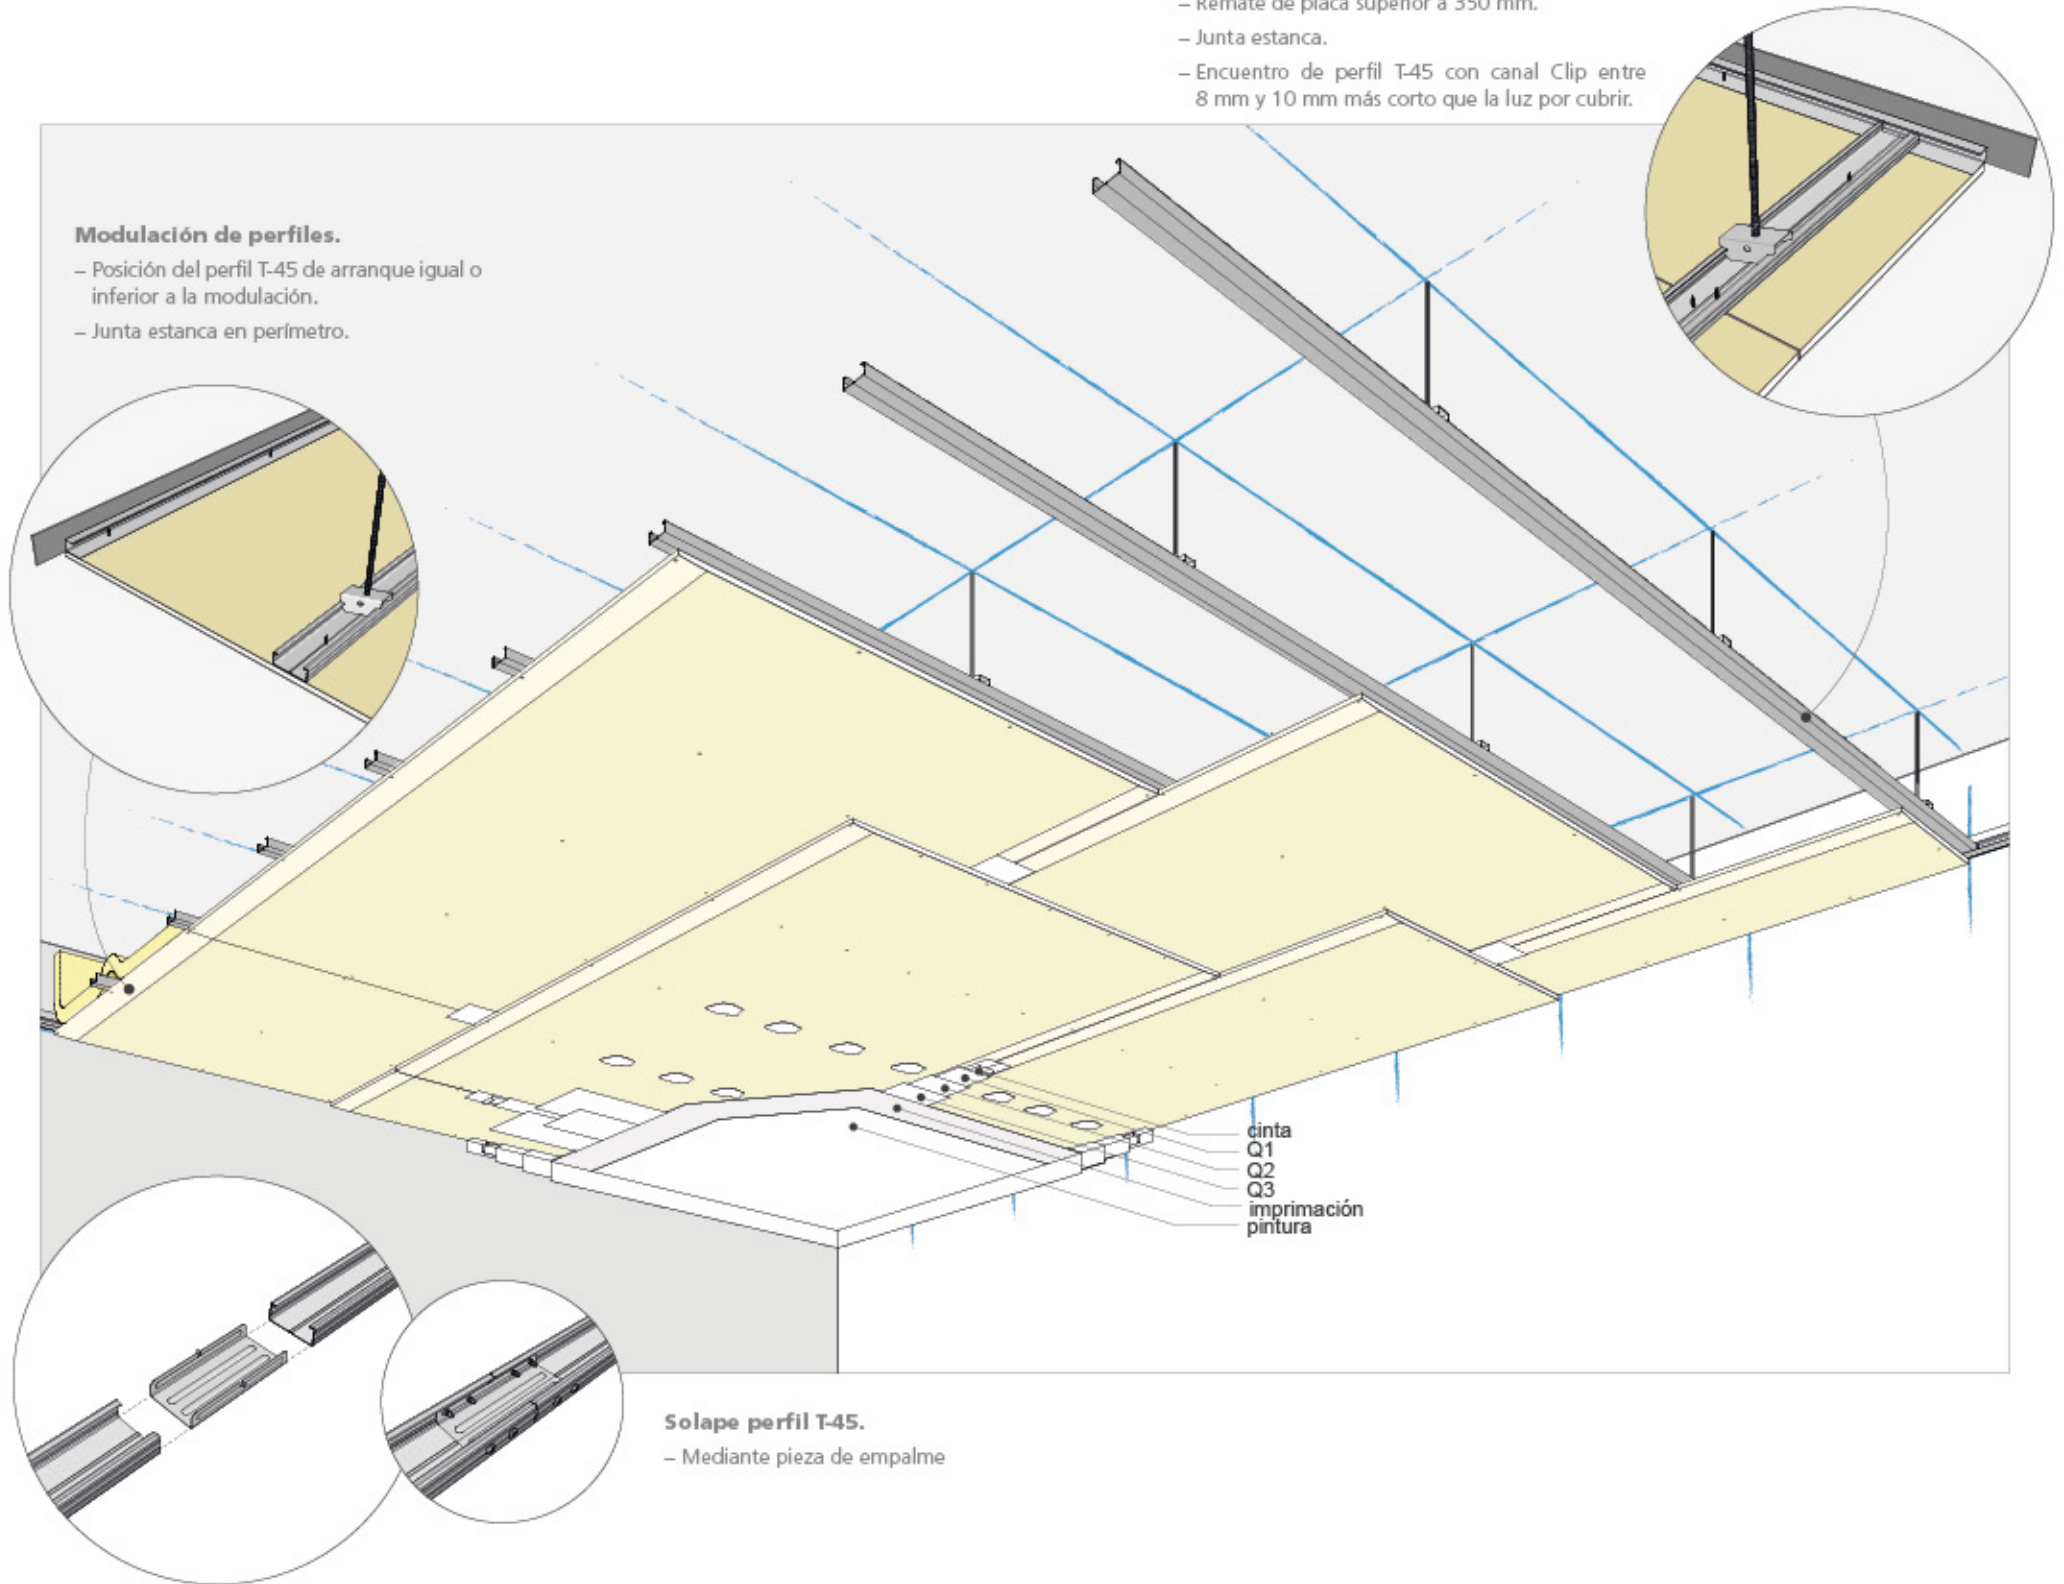 – Remate de placa superior a 350 mm.
– Junta estanca.
– Encuentro de perfil T-45 con canal Clip entre
8 mm y 10 mm más corto que la luz por cubrir.
Modulación de perfiles.
– Posición del perfil T-45 de arranque igual o
inferior a la modulación.
– Junta estanca en perímetro.
cinta
Q1
Q2
Q3
imprimación
pintura
Solape perfil T-45.
– Mediante pieza de empalme